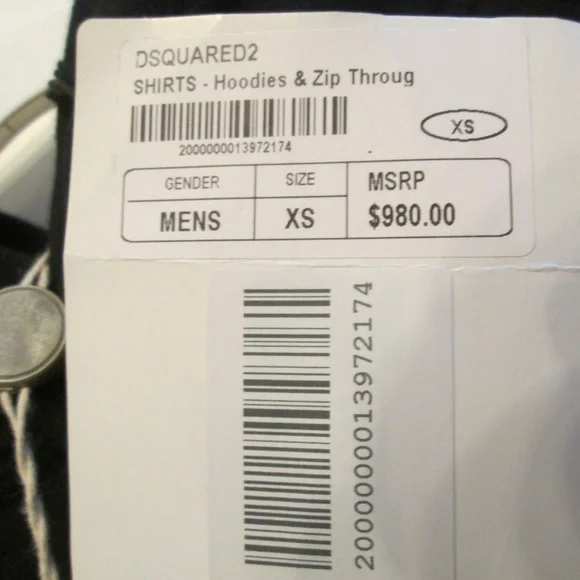 DSQUARED2
SHIRTS - Hoodies & Zip Throug
2000000013972174
XS
GENDER SIZE MSRP
MENS XS $980.00
2000000013972174